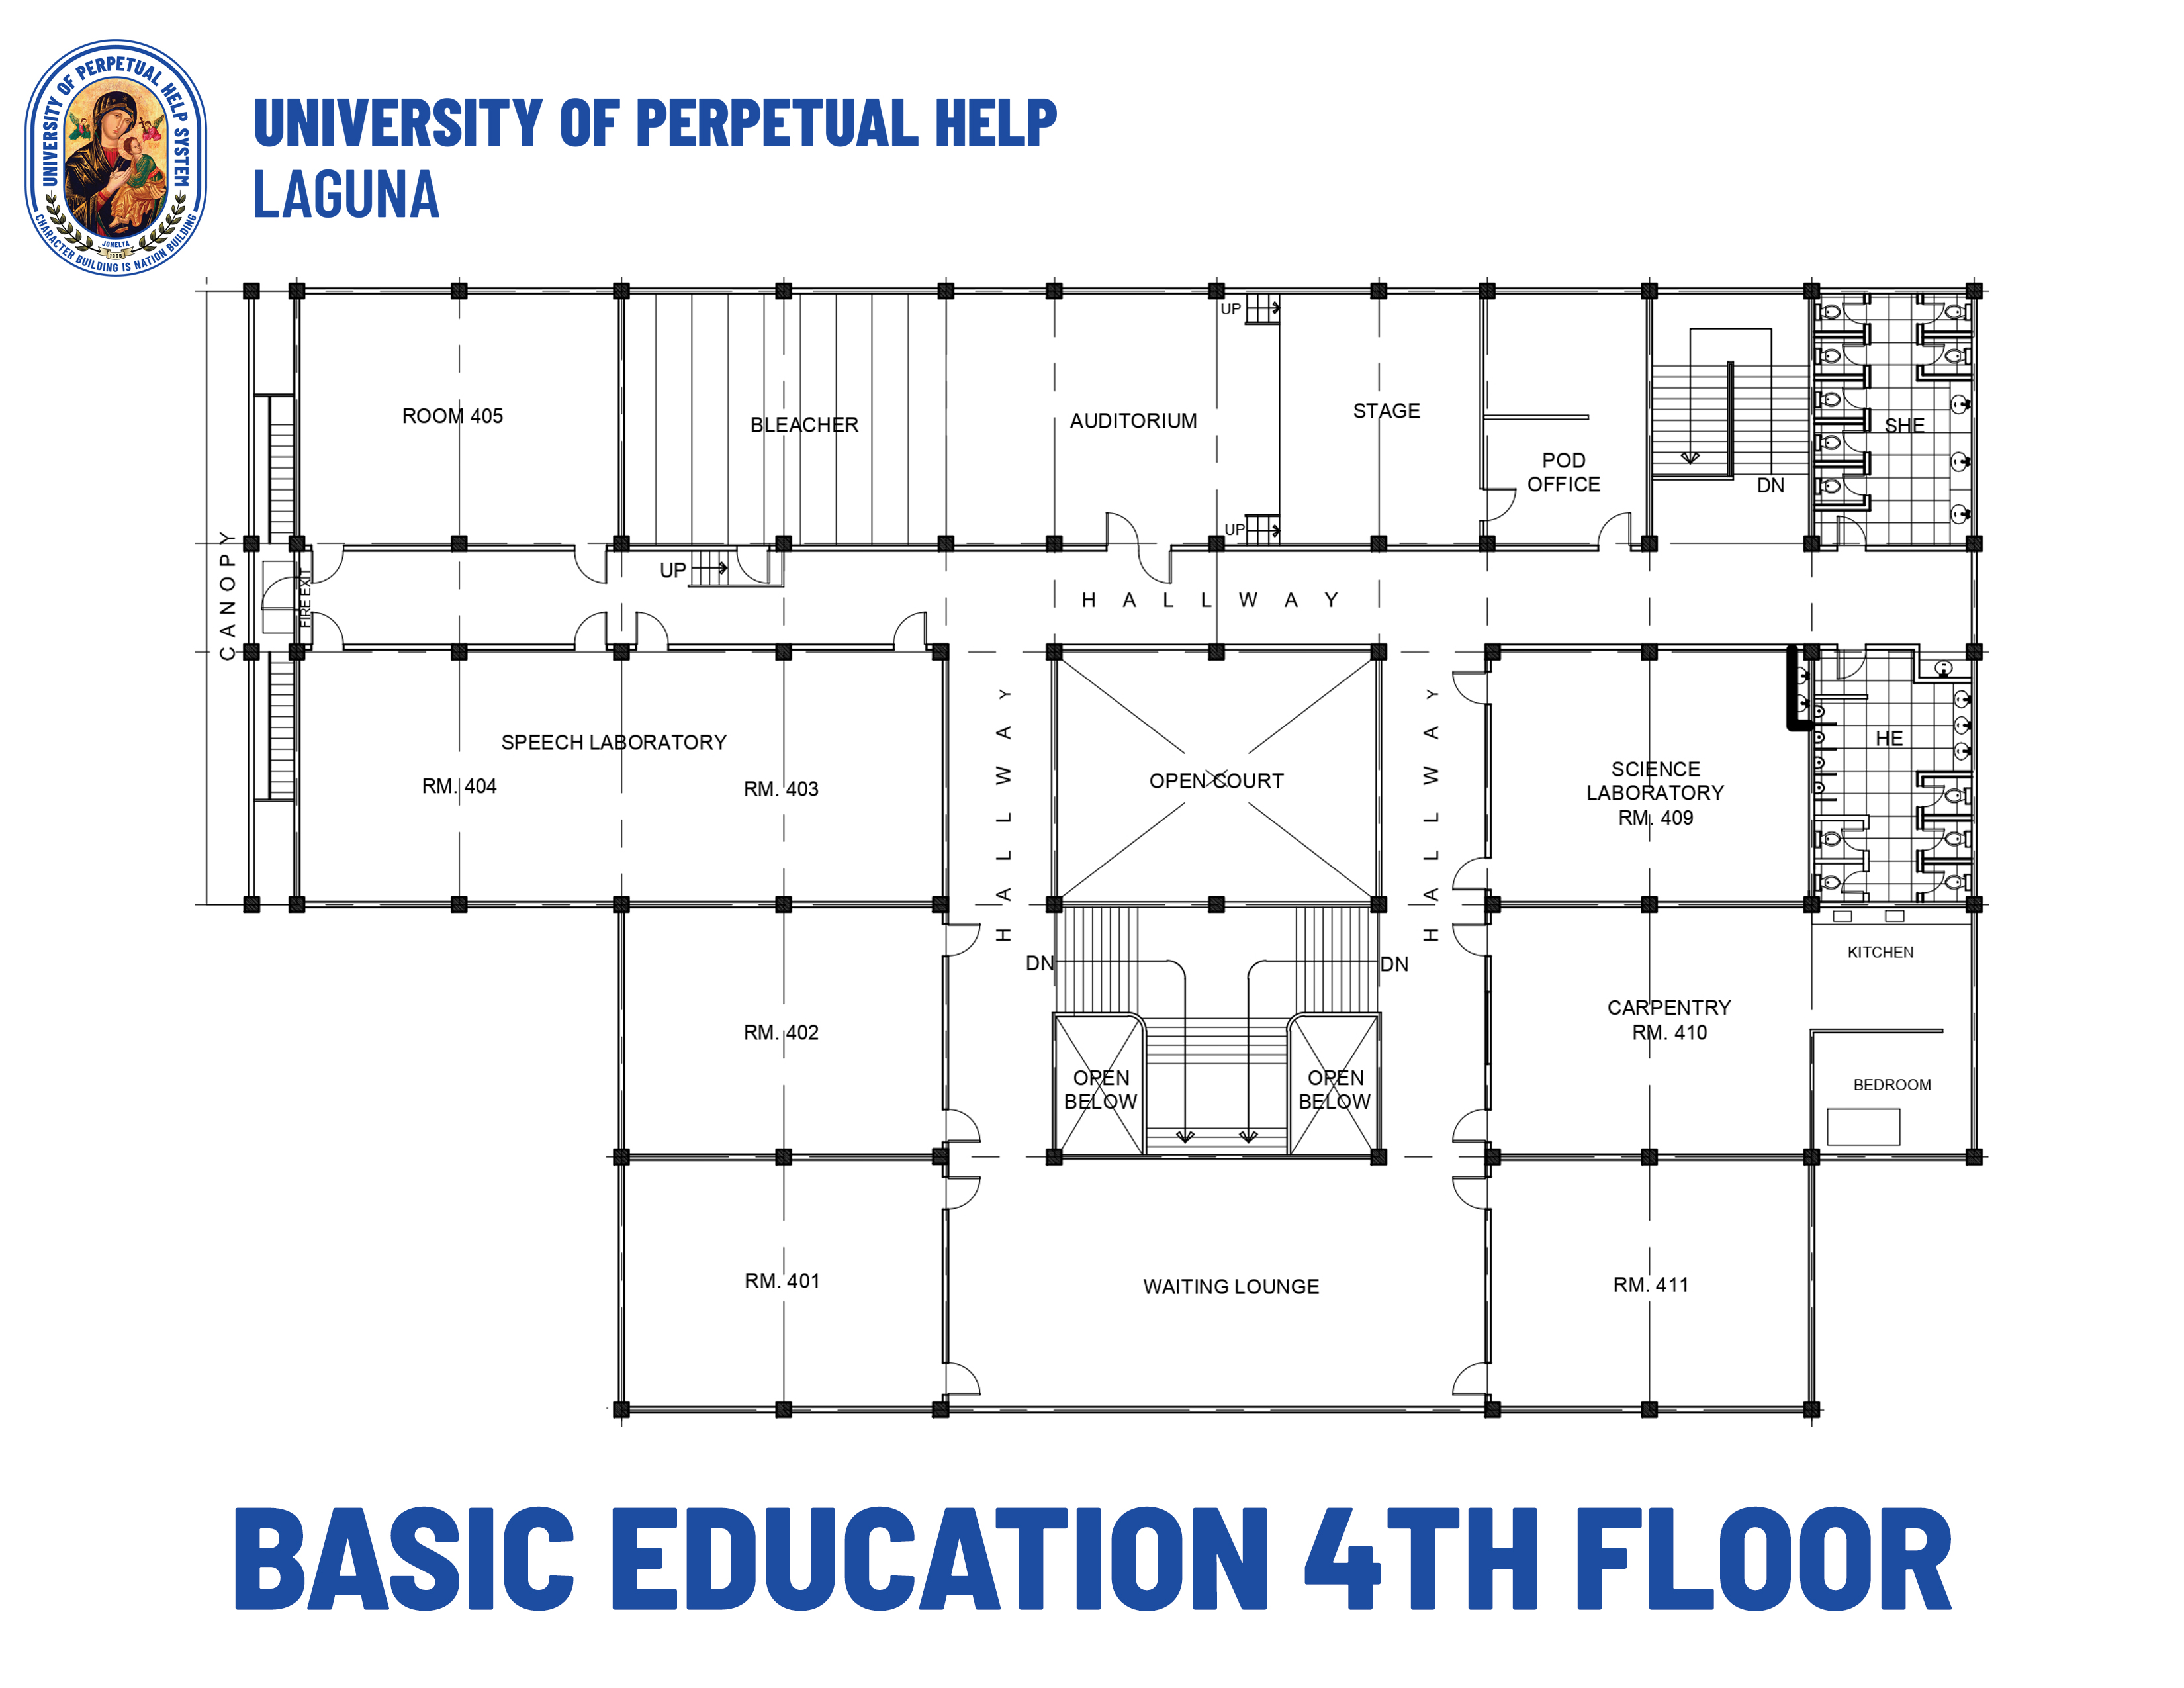 UNIVERSITY OF PERPETUAL HELP SYSTEM
JONELTA
1968
CHARACTER BUILDING IS NATION BUILDING
UNIVERSITY OF PERPETUAL HELP
LAGUNA
UP
ROOM 405
BLEACHER
AUDITORIUM
STAGE
SHE
POD
OFFICE
DN
UP
CANOPY
FIRE EXIT
UP
HALLWAY
HALLWAY
HALLWAY
SPEECH LABORATORY
RM. 404
RM. 403
OPEN COURT
SCIENCE
LABORATORY
RM. 409
HE
KITCHEN
DN
DN
CARPENTRY
RM. 410
RM. 402
OPEN
BELOW
OPEN
BELOW
BEDROOM
RM. 401
WAITING LOUNGE
RM. 411
BASIC EDUCATION 4TH FLOOR